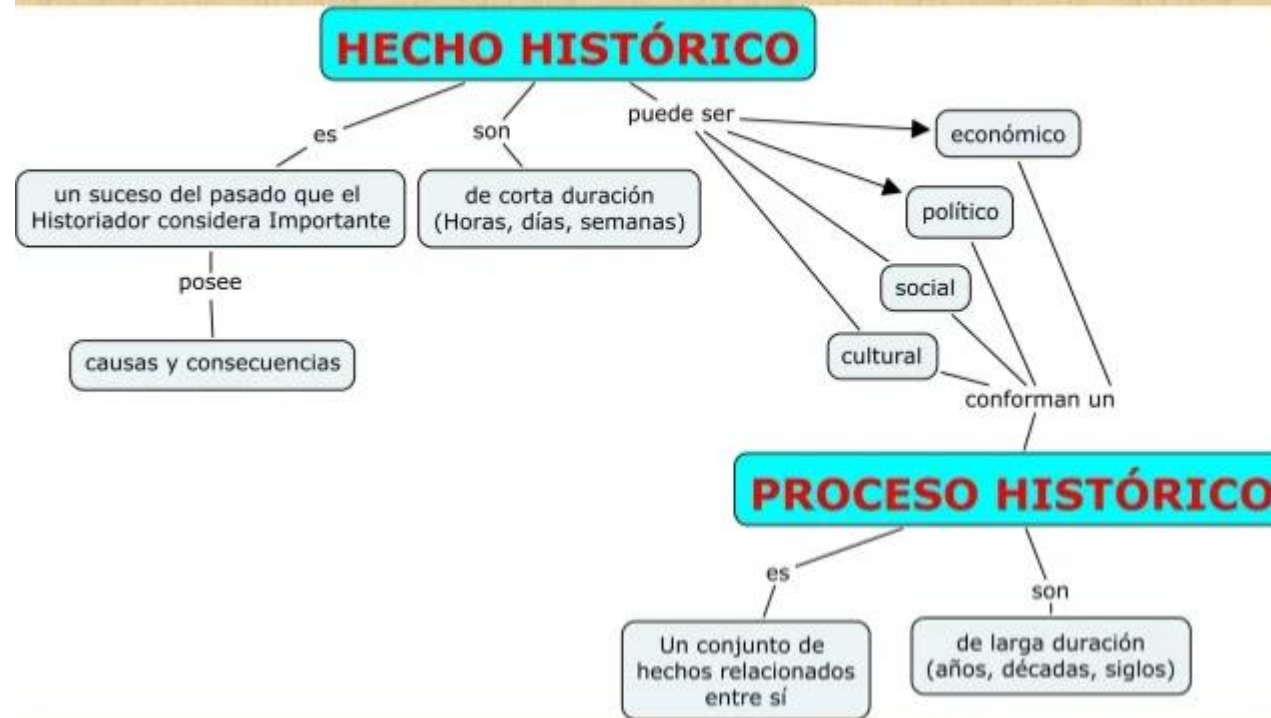 HECHO HISTÓRICO
es
son
puede ser
económico
un suceso del pasado que el
Historiador considera Importante
de corta duración
(Horas, días, semanas)
político
posee
social
causas y consecuencias
cultural
conforman un
PROCESO HISTÓRICO
es
son
Un conjunto de
hechos relacionados
entre sí
de larga duración
(años, décadas, siglos)